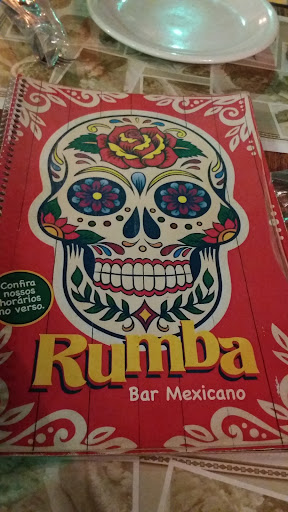 Confira
nossos
horários
no verso.
Rumba
Bar Mexicano